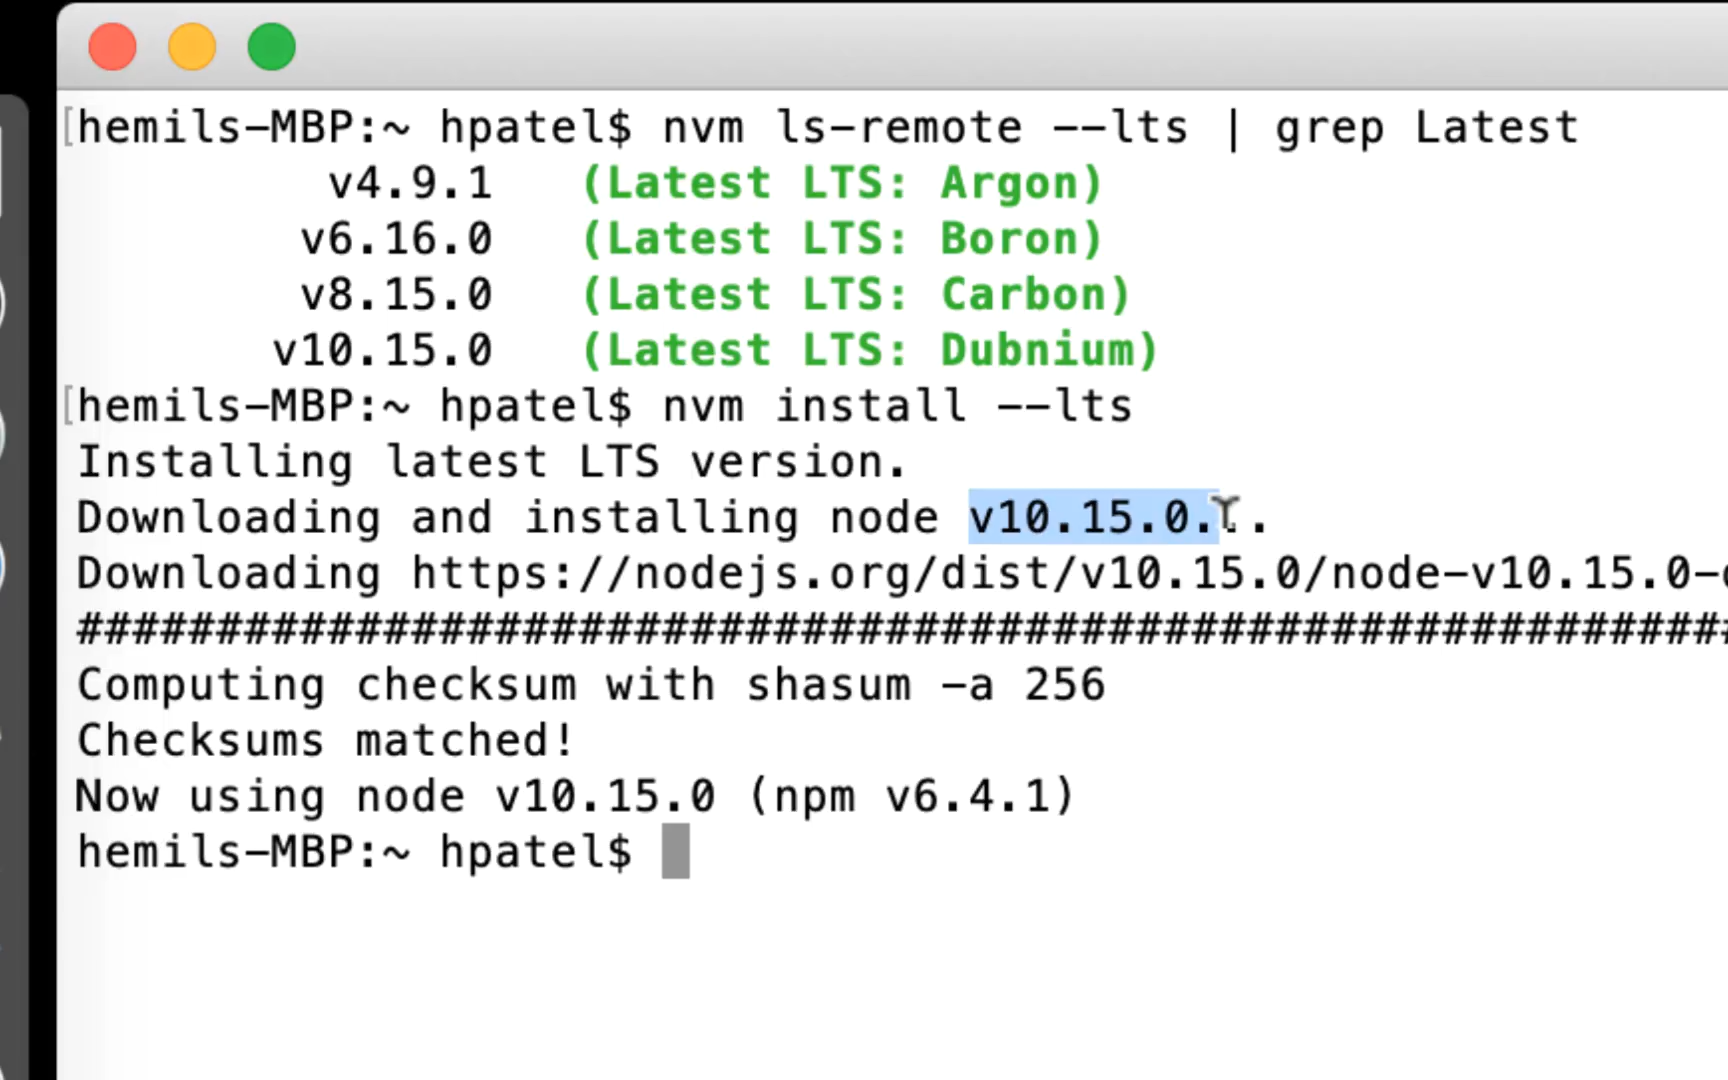 [hemils-MBP:~ hpatel$ nvm ls-remote --lts | grep Latest
v4.9.1 (Latest LTS: Argon)
v6.16.0 (Latest LTS: Boron)
v8.15.0 (Latest LTS: Carbon)
v10.15.0 (Latest LTS: Dubnium)
[hemils-MBP:~ hpatel$ nvm install --lts
Installing latest LTS version.
Downloading and installing node v10.15.0...
Downloading https://nodejs.org/dist/v10.15.0/node-v10.15.0-
############################################################
Computing checksum with shasum -a 256
Checksums matched!
Now using node v10.15.0 (npm v6.4.1)
hemils-MBP:~ hpatel$